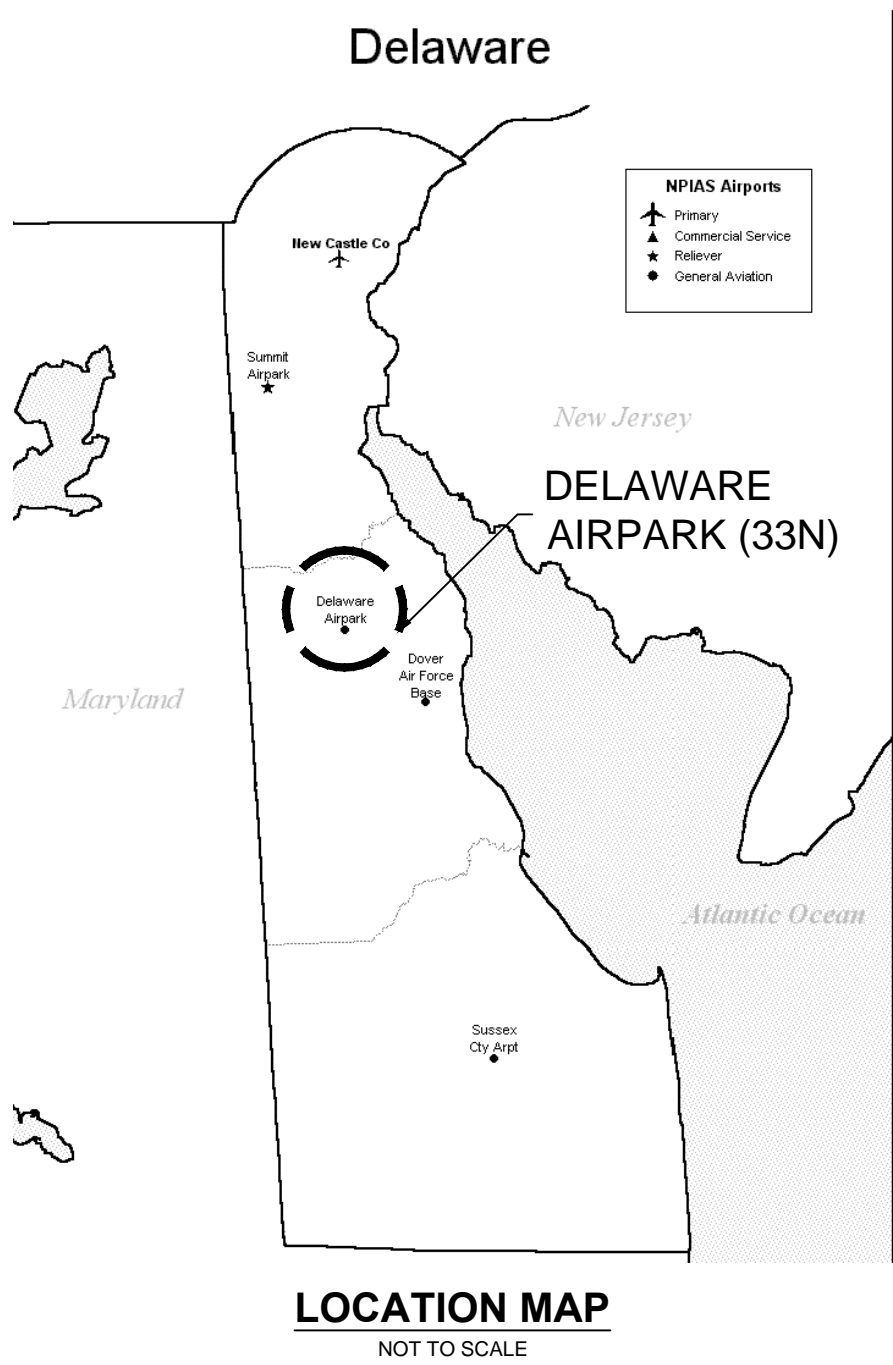 Delaware
NPIAS Airports
Primary
Commercial Service
Reliever
General Aviation
New Castle Co
Summit
Airpark
New Jersey
DELAWARE
AIRPARK (33N)
Delaware
Airpark
Dover
Air Force
Base
Maryland
Atlantic Ocean
Sussex
Cty Arpt
LOCATION MAP
NOT TO SCALE